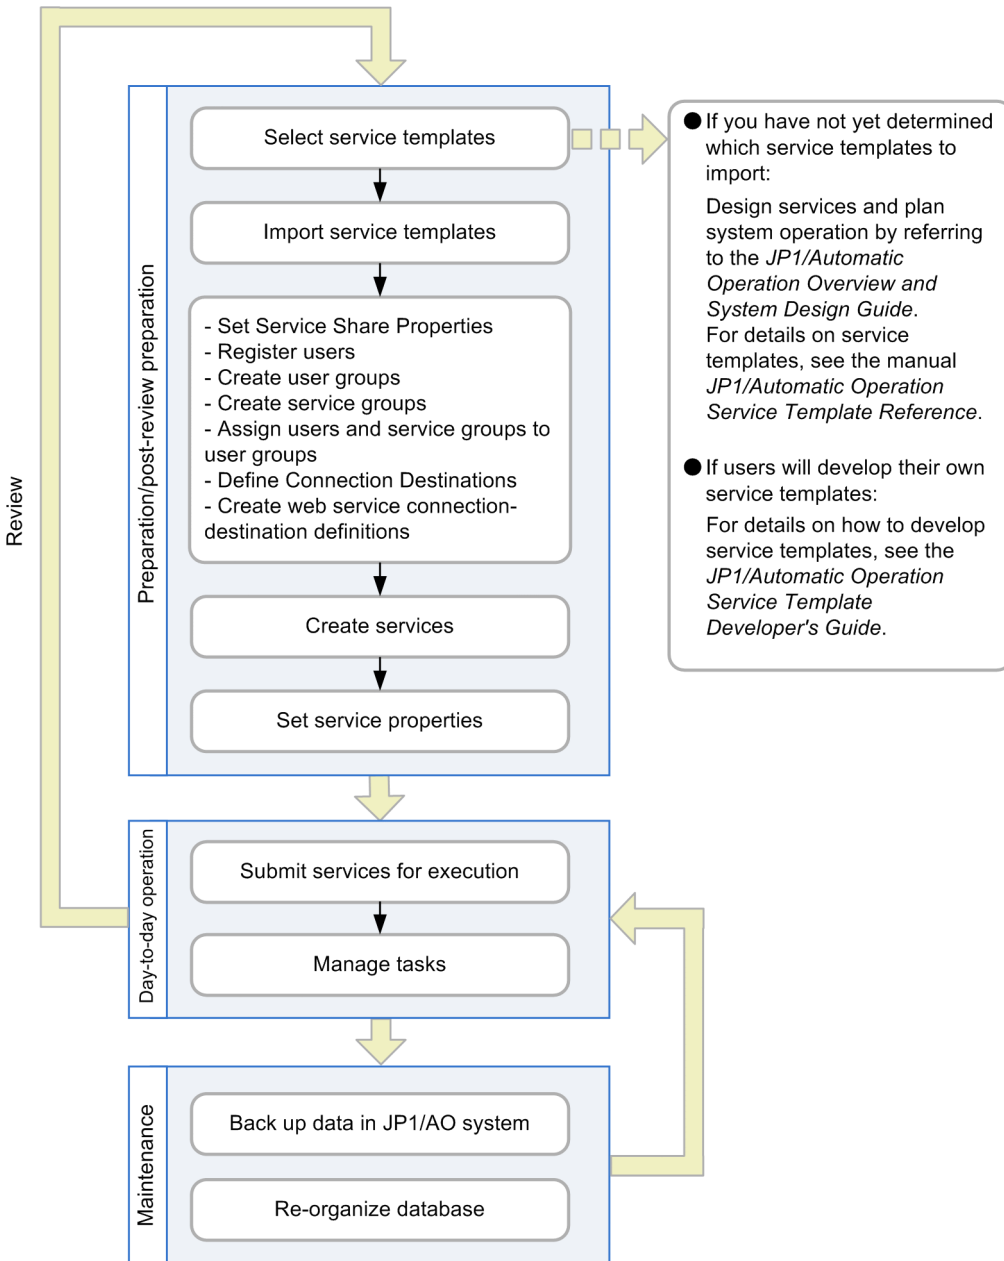 Review
Preparation/post-review preparation
Select service templates
Import service templates
- Set Service Share Properties
- Register users
- Create user groups
- Create service groups
- Assign users and service groups to
user groups
- Define Connection Destinations
- Create web service connection-
destination definitions
Create services
Set service properties
● If you have not yet determined
which service templates to
import:
Design services and plan
system operation by referring
to the JP1/Automatic
Operation Overview and
System Design Guide.
For details on service
templates, see the manual
JP1/Automatic Operation
Service Template Reference.
● If users will develop their own
service templates:
For details on how to develop
service templates, see the
JP1/Automatic Operation
Service Template
Developer's Guide.
Day-to-day operation
Submit services for execution
Manage tasks
Maintenance
Back up data in JP1/AO system
Re-organize database